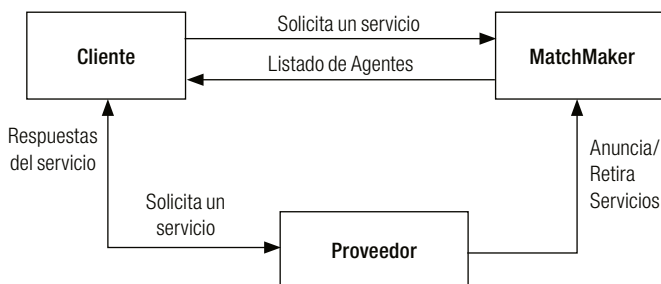 Solicita un servicio
Cliente
MatchMaker
Listado de Agentes
Respuestas
del servicio
Anuncia/
Retira
Servicios
Solicita un
servicio
Proveedor